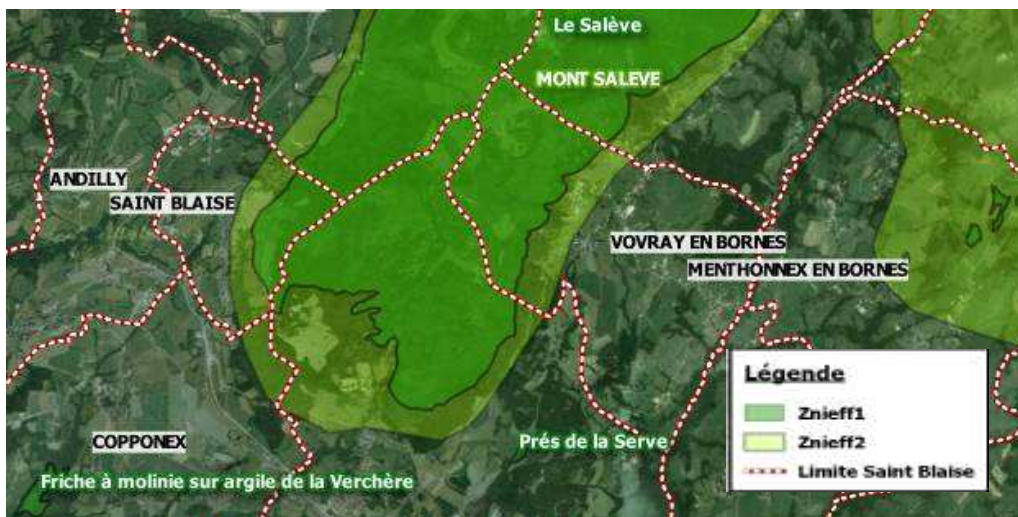 Le Salève
MONT SALEVE
ANDILLY
SAINT BLAISE
VOVRAY EN BORNES
MENTHONNEX EN BORNES
Légende
Znieff1
Znieff2
Limite Saint Blaise
COPPONEX
Prés de la Serve
Friche à molinie sur argile de la Verchère